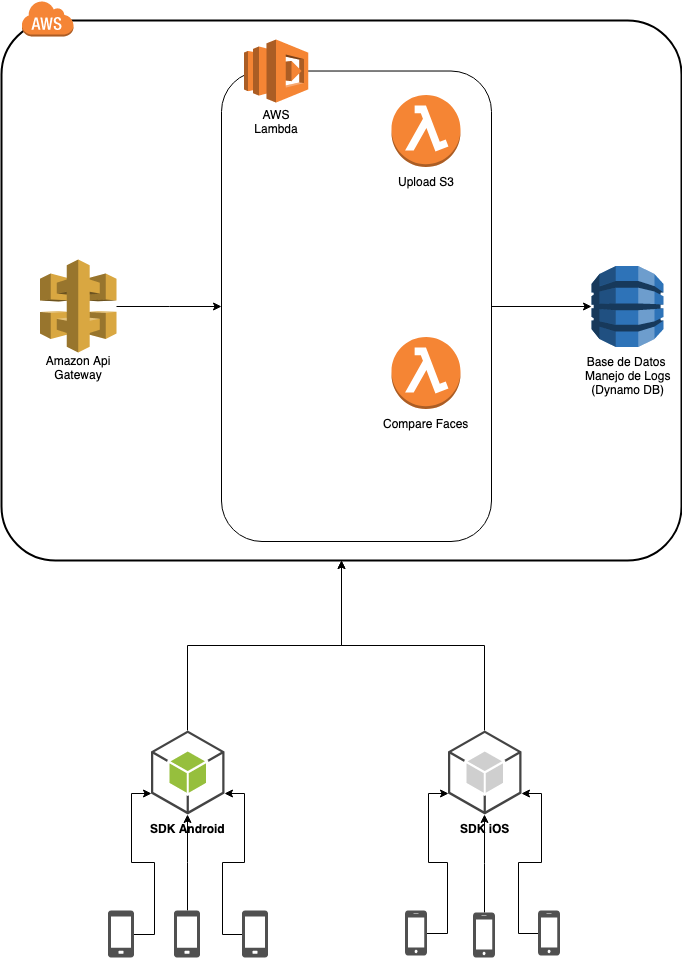 AWS
AWS
Lambda
Upload S3
Amazon Api
Gateway
Base de Datos
Manejo de Logs
(Dynamo DB)
Compare Faces
SDK Android
SDK iOS